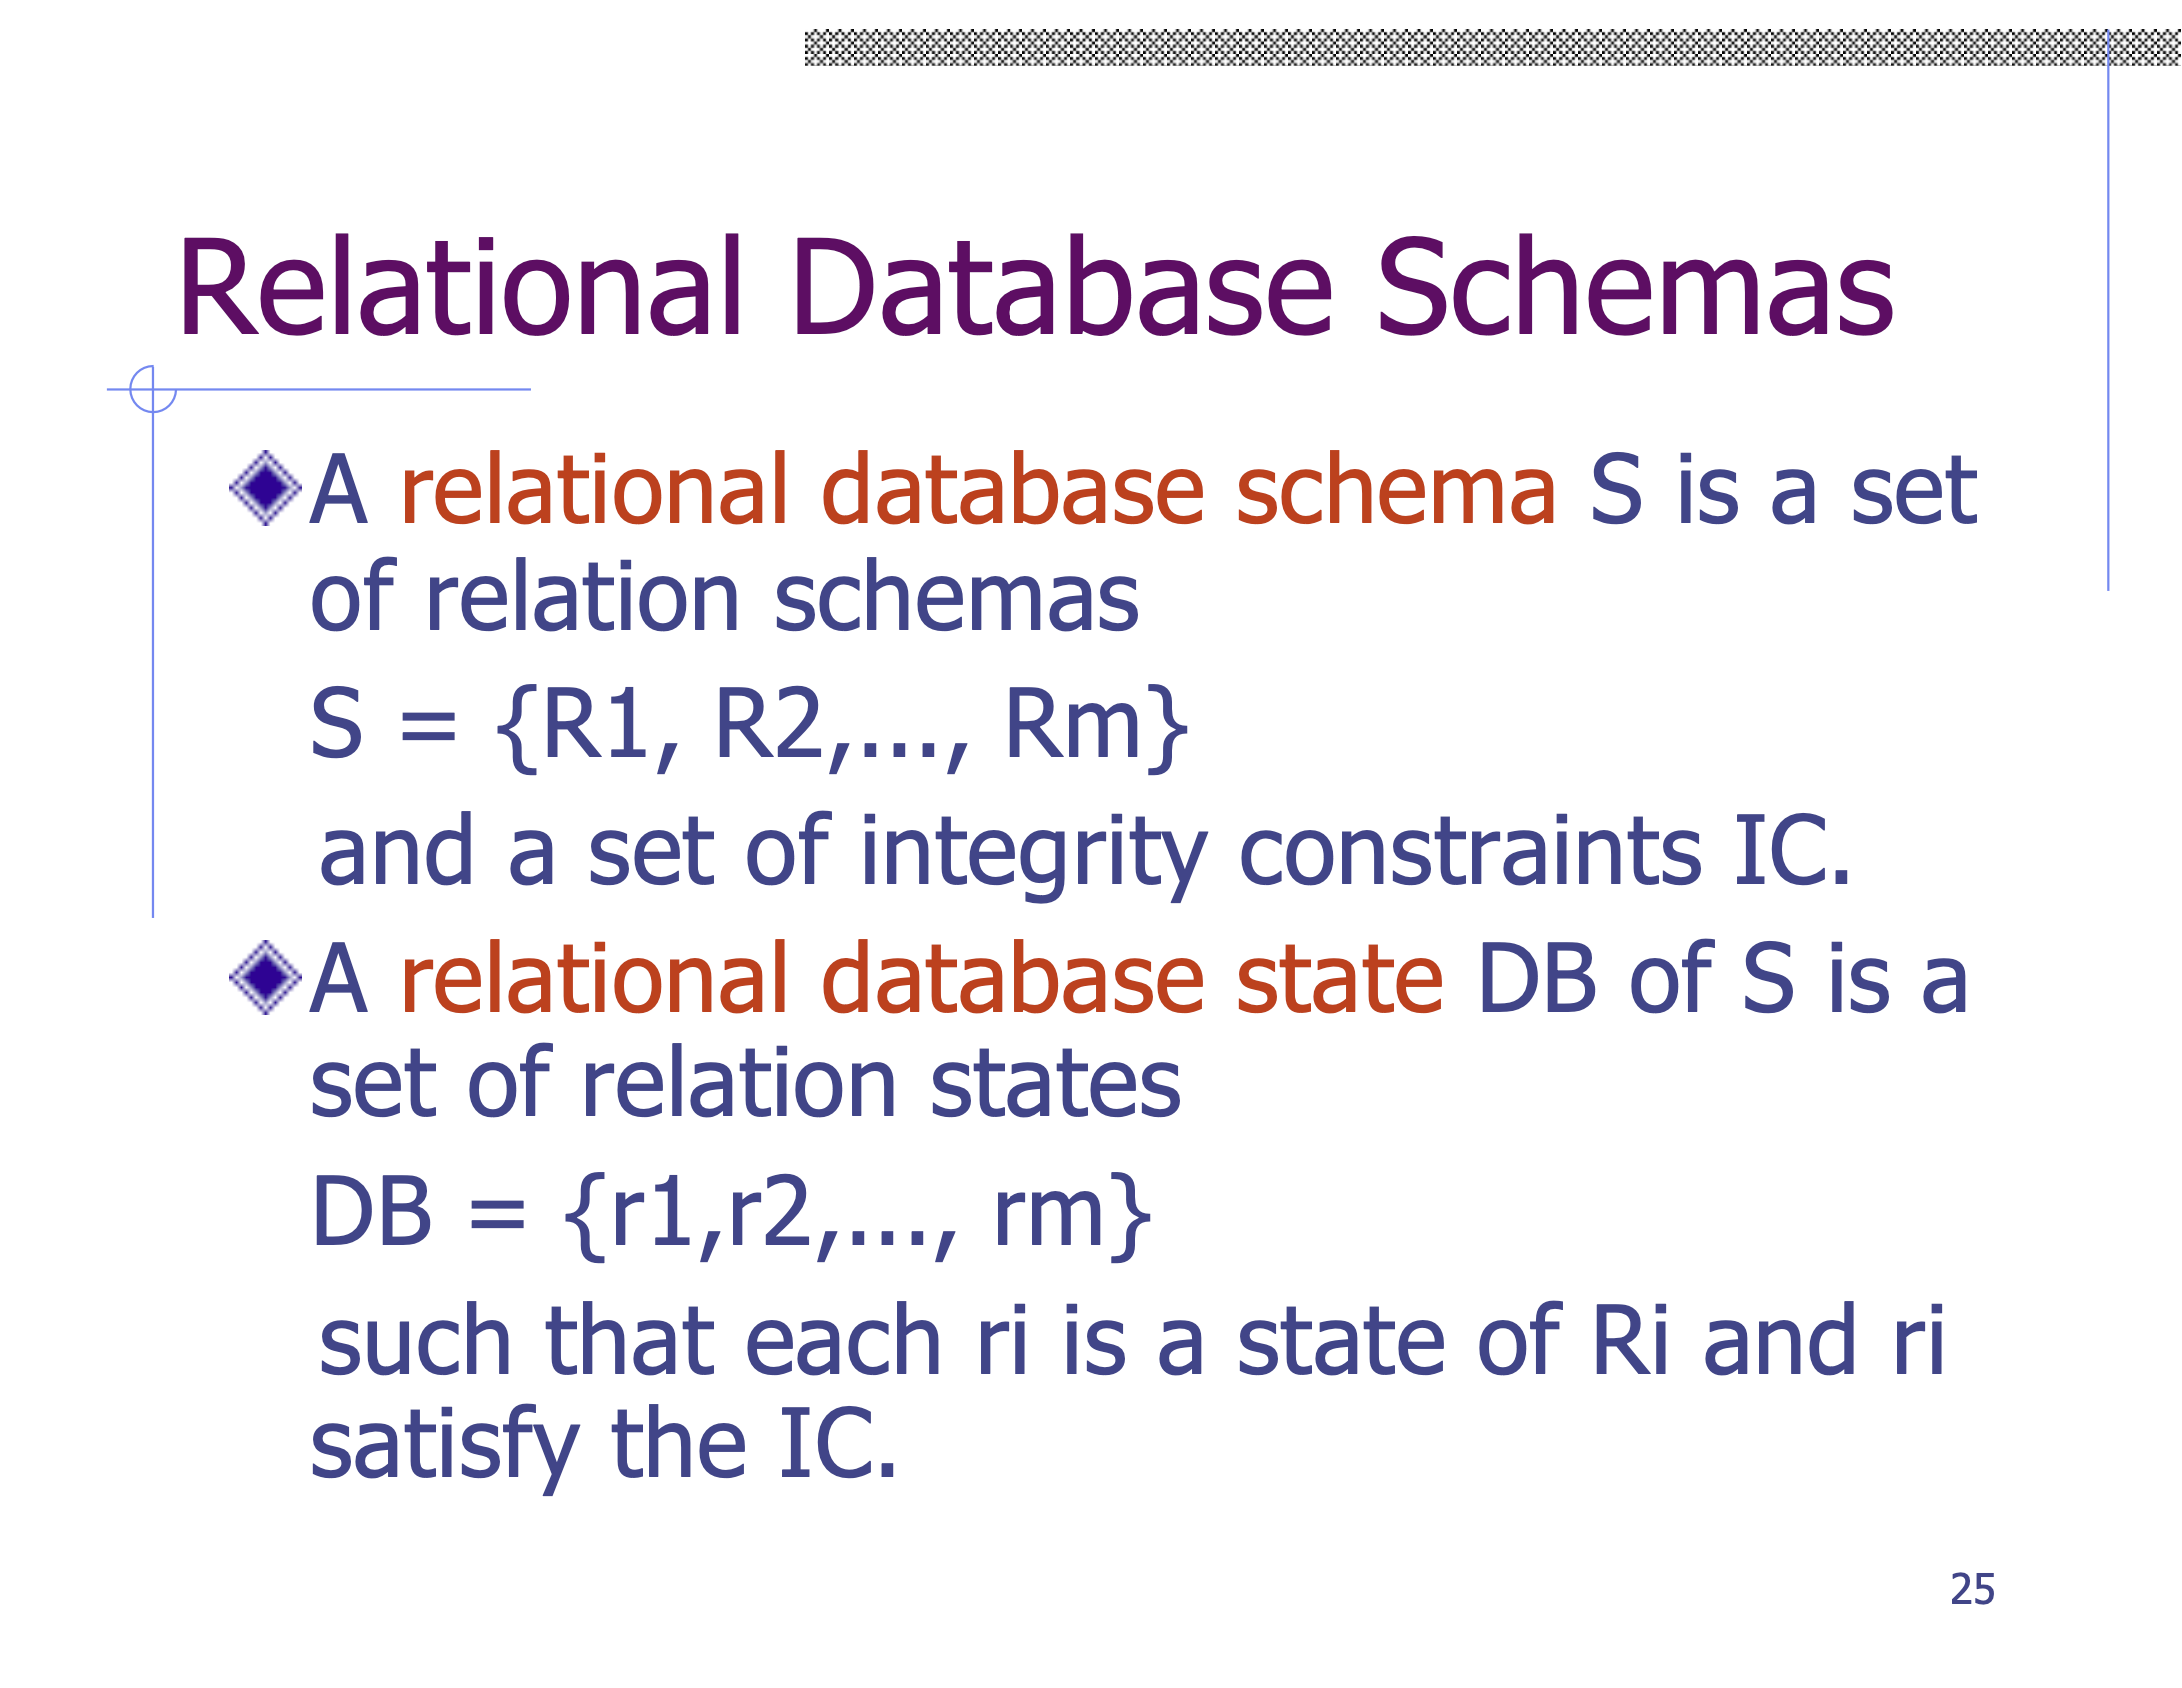 Relational Database Schemas
A relational database schema S is a set
of relation schemas
S = {R1, R2,..., Rm}
and a set of integrity constraints IC.
A relational database state DB of S is a
set of relation states
DB = {r1,r2,..., rm}
such that each ri is a state of Ri and ri
satisfy the IC.
25